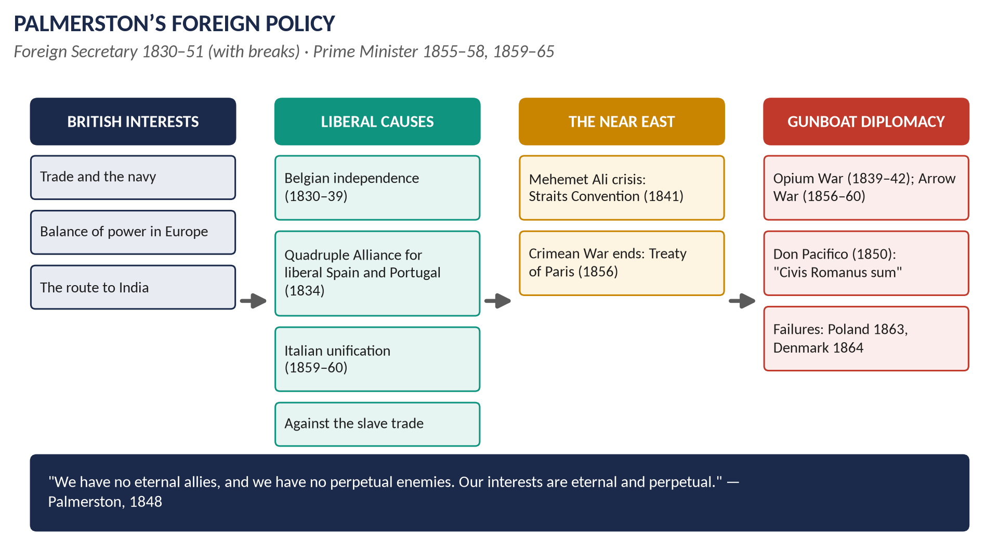 PALMERSTON’S FOREIGN POLICY
Foreign Secretary 1830–51 (with breaks) · Prime Minister 1855–58, 1859–65
BRITISH INTERESTS
Trade and the navy
Balance of power in Europe
The route to India
LIBERAL CAUSES
Belgian independence
(1830–39)
Quadruple Alliance for
liberal Spain and Portugal
(1834)
Italian unification
(1859–60)
Against the slave trade
THE NEAR EAST
Mehemet Ali crisis:
Straits Convention (1841)
Crimean War ends: Treaty
of Paris (1856)
GUNBOAT DIPLOMACY
Opium War (1839–42); Arrow
War (1856–60)
Don Pacifico (1850):
"Civis Romanus sum"
Failures: Poland 1863,
Denmark 1864
"We have no eternal allies, and we have no perpetual enemies. Our interests are eternal and perpetual." —
Palmerston, 1848